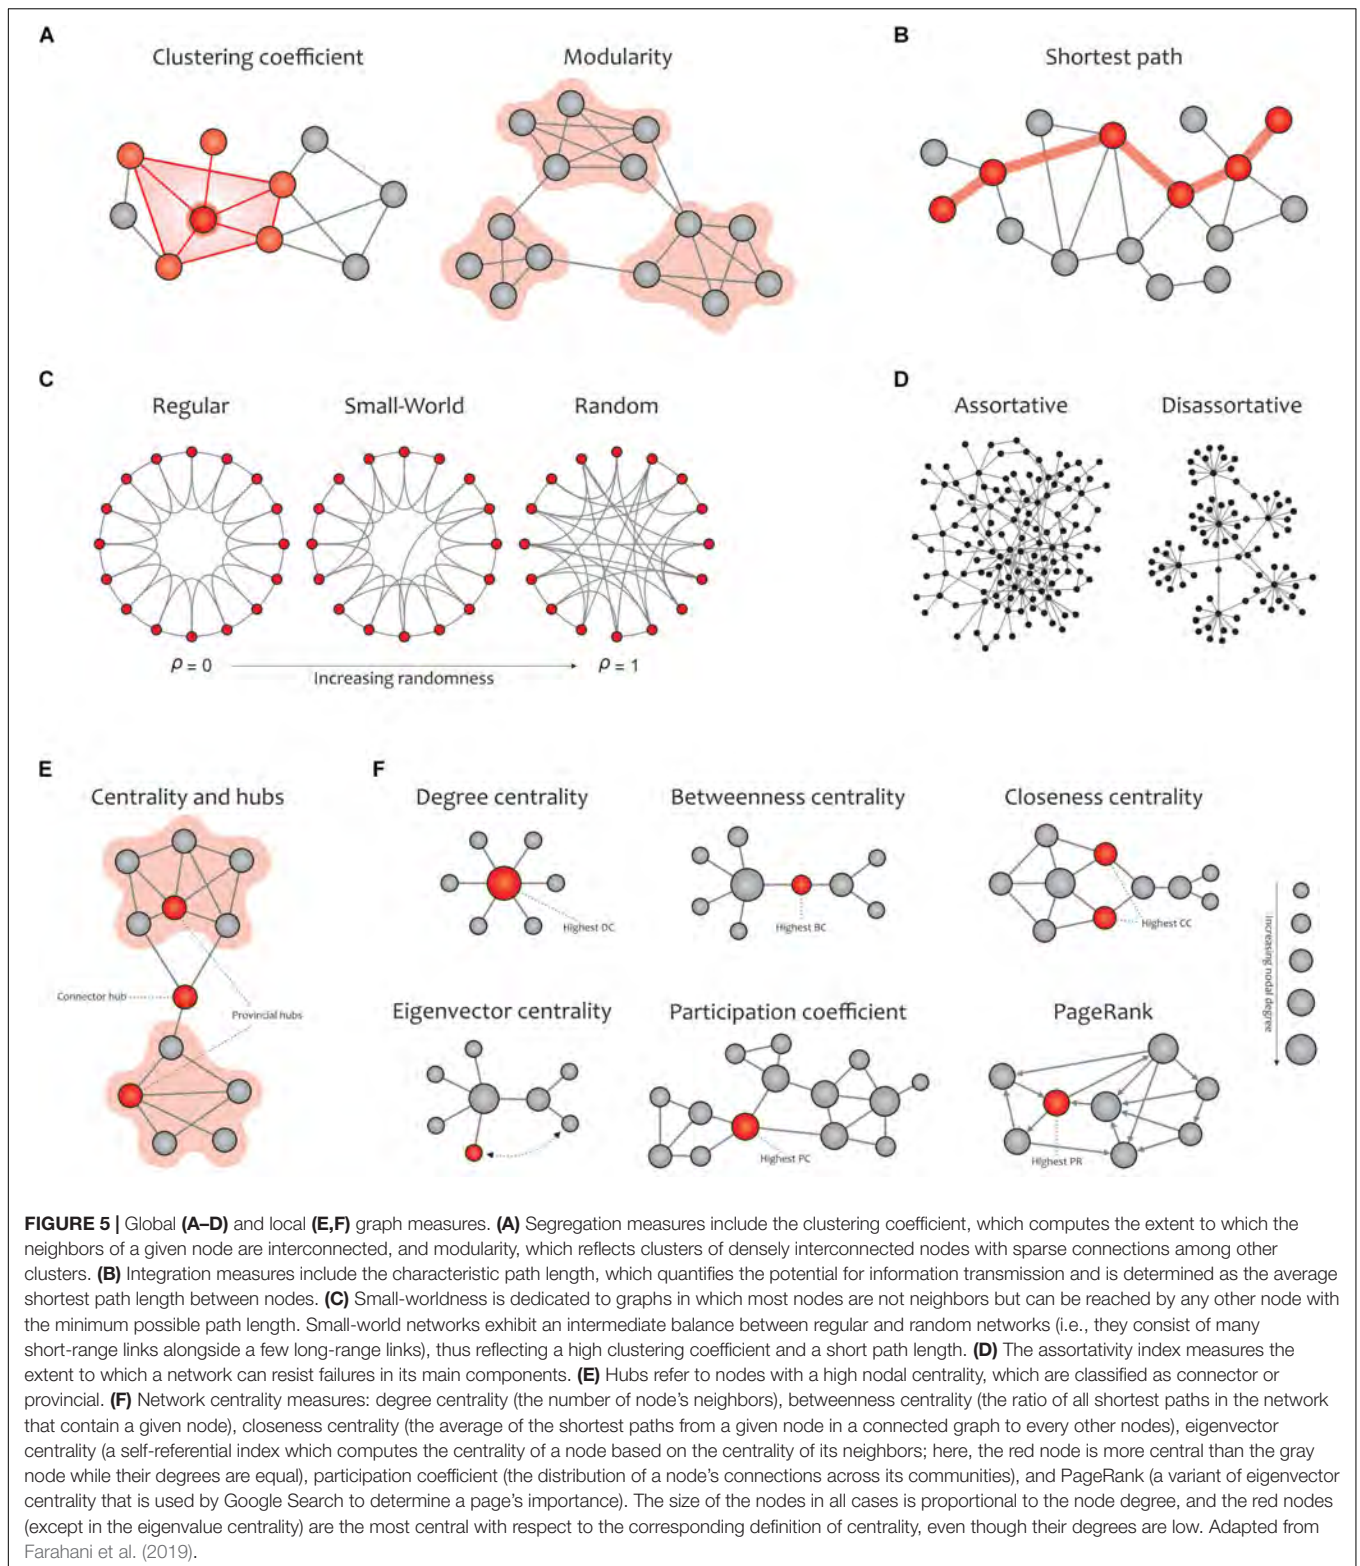 A
Clustering coefficient
Modularity
B
Shortest path
C
Regular
Small-World
Random
ρ = 0
Increasing randomness
ρ = 1
D
Assortative
Disassortative
E
Centrality and hubs
Connector hub
Provincial hubs
F
Degree centrality
Highest DC
Betweenness centrality
Highest BC
Closeness centrality
Highest CC
Eigenvector centrality
Participation coefficient
Highest PC
PageRank
Highest PR
Increasing nodal degree
FIGURE 5 | Global (A–D) and local (E,F) graph measures. (A) Segregation measures include the clustering coefficient, which computes the extent to which the
neighbors of a given node are interconnected, and modularity, which reflects clusters of densely interconnected nodes with sparse connections among other
clusters. (B) Integration measures include the characteristic path length, which quantifies the potential for information transmission and is determined as the average
shortest path length between nodes. (C) Small-worldness is dedicated to graphs in which most nodes are not neighbors but can be reached by any other node with
the minimum possible path length. Small-world networks exhibit an intermediate balance between regular and random networks (i.e., they consist of many
short-range links alongside a few long-range links), thus reflecting a high clustering coefficient and a short path length. (D) The assortativity index measures the
extent to which a network can resist failures in its main components. (E) Hubs refer to nodes with a high nodal centrality, which are classified as connector or
provincial. (F) Network centrality measures: degree centrality (the number of node's neighbors), betweenness centrality (the ratio of all shortest paths in the network
that contain a given node), closeness centrality (the average of the shortest paths from a given node in a connected graph to every other nodes), eigenvector
centrality (a self-referential index which computes the centrality of a node based on the centrality of its neighbors; here, the red node is more central than the gray
node while their degrees are equal), participation coefficient (the distribution of a node's connections across its communities), and PageRank (a variant of eigenvector
centrality that is used by Google Search to determine a page's importance). The size of the nodes in all cases is proportional to the node degree, and the red nodes
(except in the eigenvalue centrality) are the most central with respect to the corresponding definition of centrality, even though their degrees are low. Adapted from
Farahani et al. (2019).